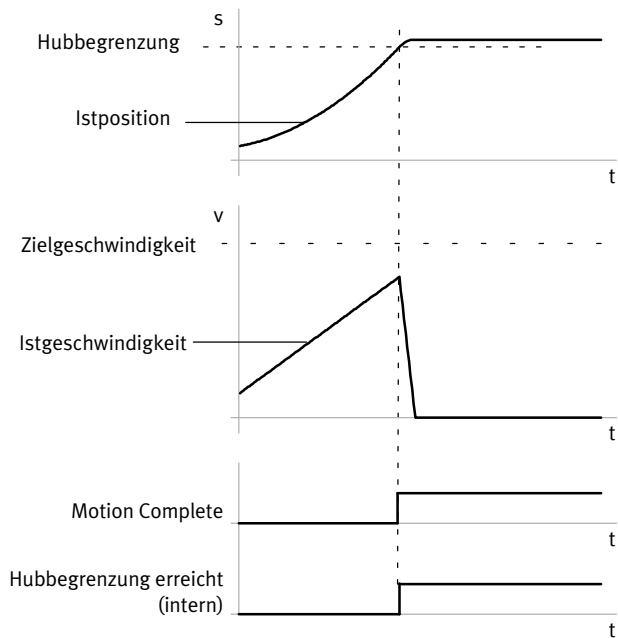 s
Hubbegrenzung
Istposition
t
v
Zielgeschwindigkeit
Istgeschwindigkeit
t
Motion Complete
t
Hubbegrenzung erreicht
(intern)
t